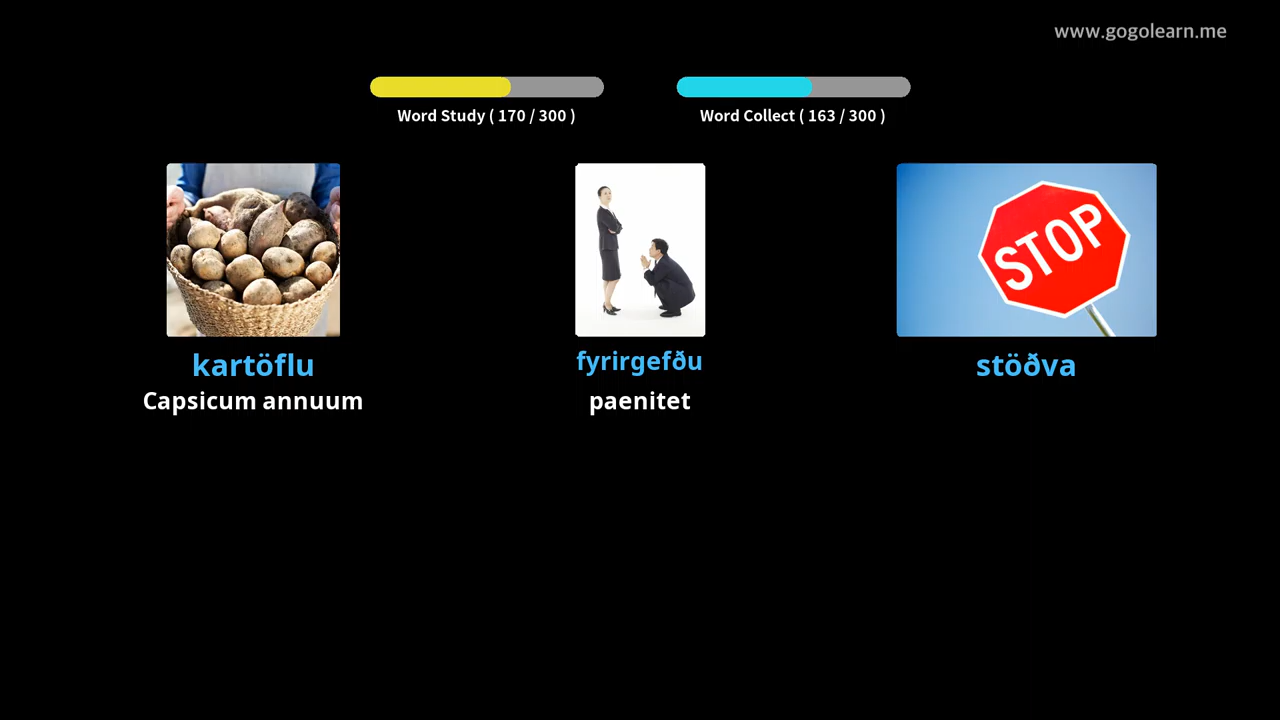 www.gogolearn.me
Word Study ( 170 / 300 )
Word Collect ( 163 / 300 )
STOP
kartöflu
fyrirgefðu
stöðva
Capsicum annuum
paenitet